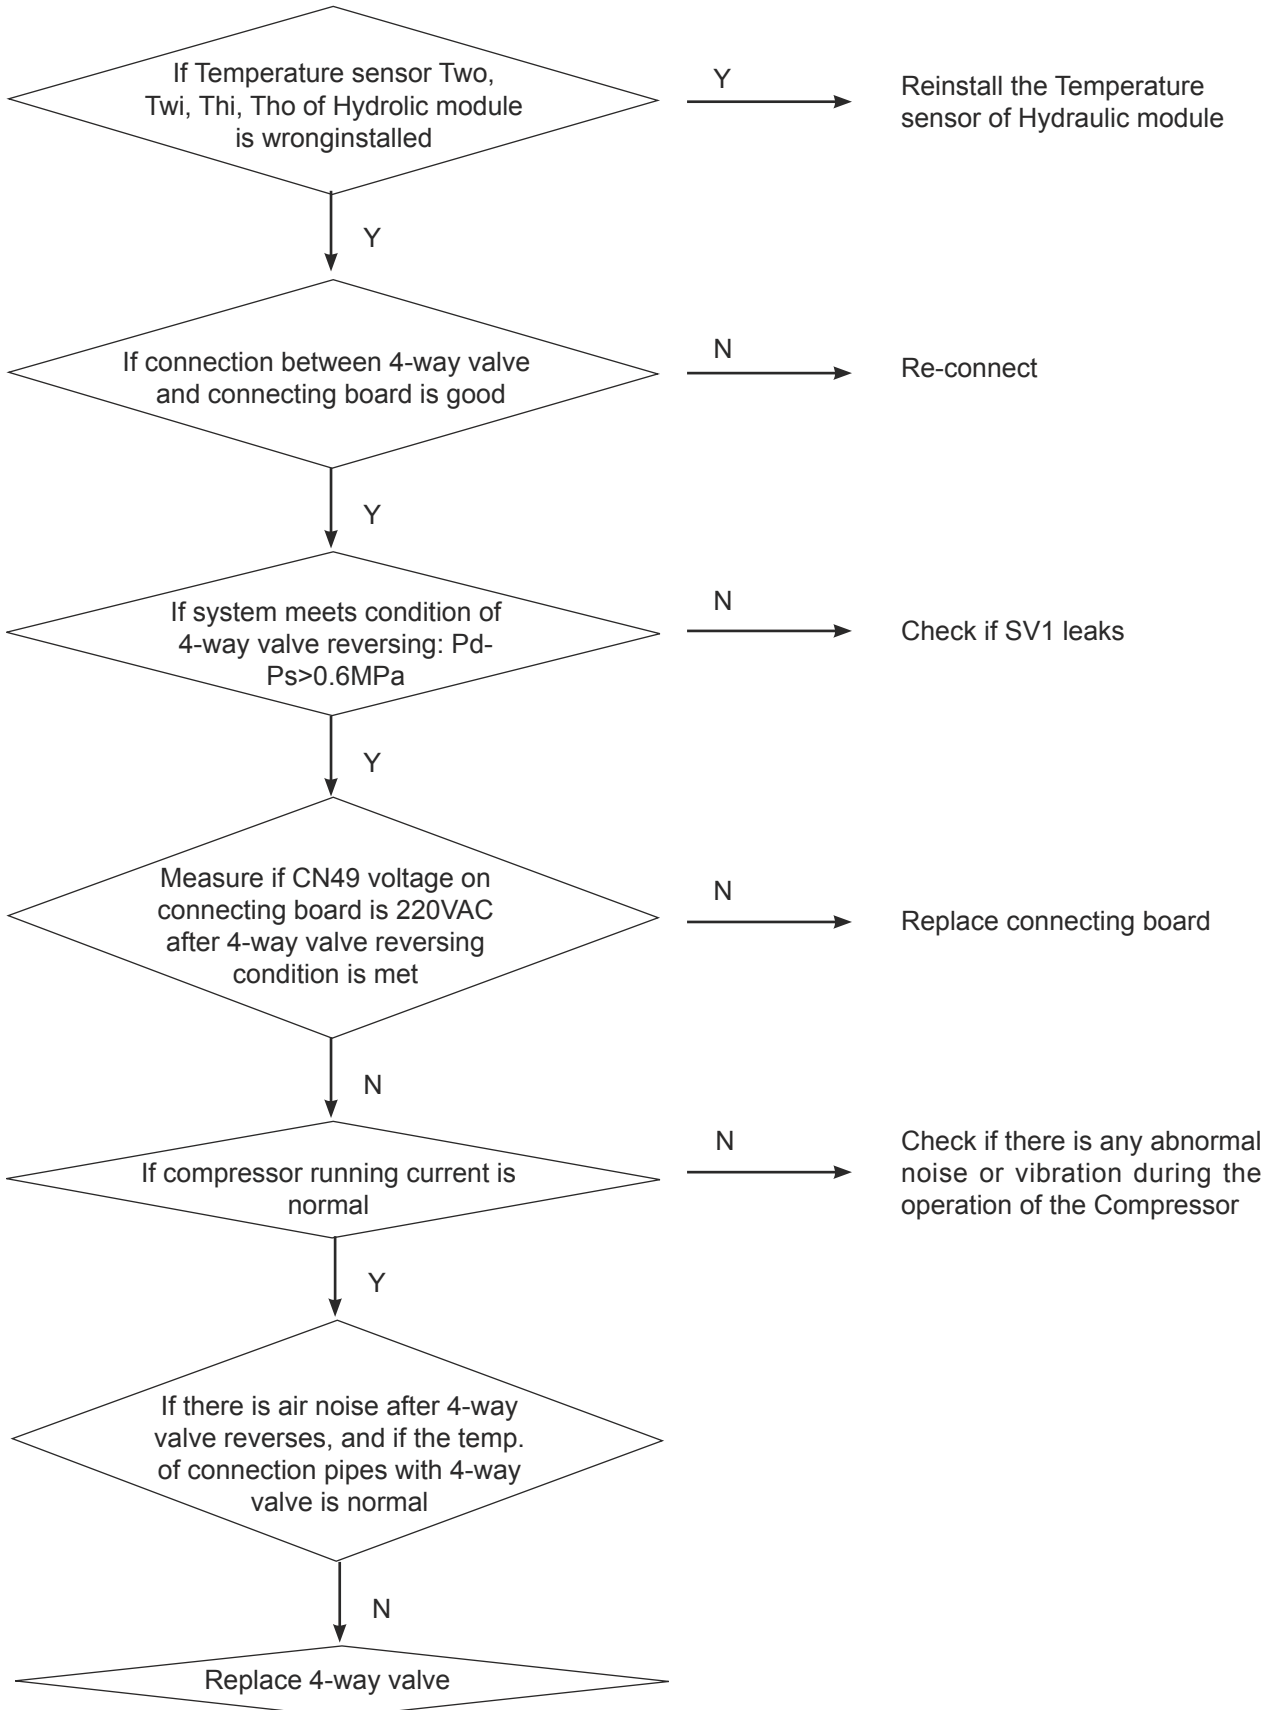 If Temperature sensor Two,
Twi, Thi, Tho of Hydrolic module
is wronginstalled
Y
Reinstall the Temperature
sensor of Hydraulic module
Y
If connection between 4-way valve
and connecting board is good
N
Re-connect
Y
If system meets condition of
4-way valve reversing: Pd-
Ps>0.6MPa
N
Check if SV1 leaks
Y
Measure if CN49 voltage on
connecting board is 220VAC
after 4-way valve reversing
condition is met
N
Replace connecting board
N
If compressor running current is
normal
N
Check if there is any abnormal
noise or vibration during the
operation of the Compressor
Y
If there is air noise after 4-way
valve reverses, and if the temp.
of connection pipes with 4-way
valve is normal
N
Replace 4-way valve